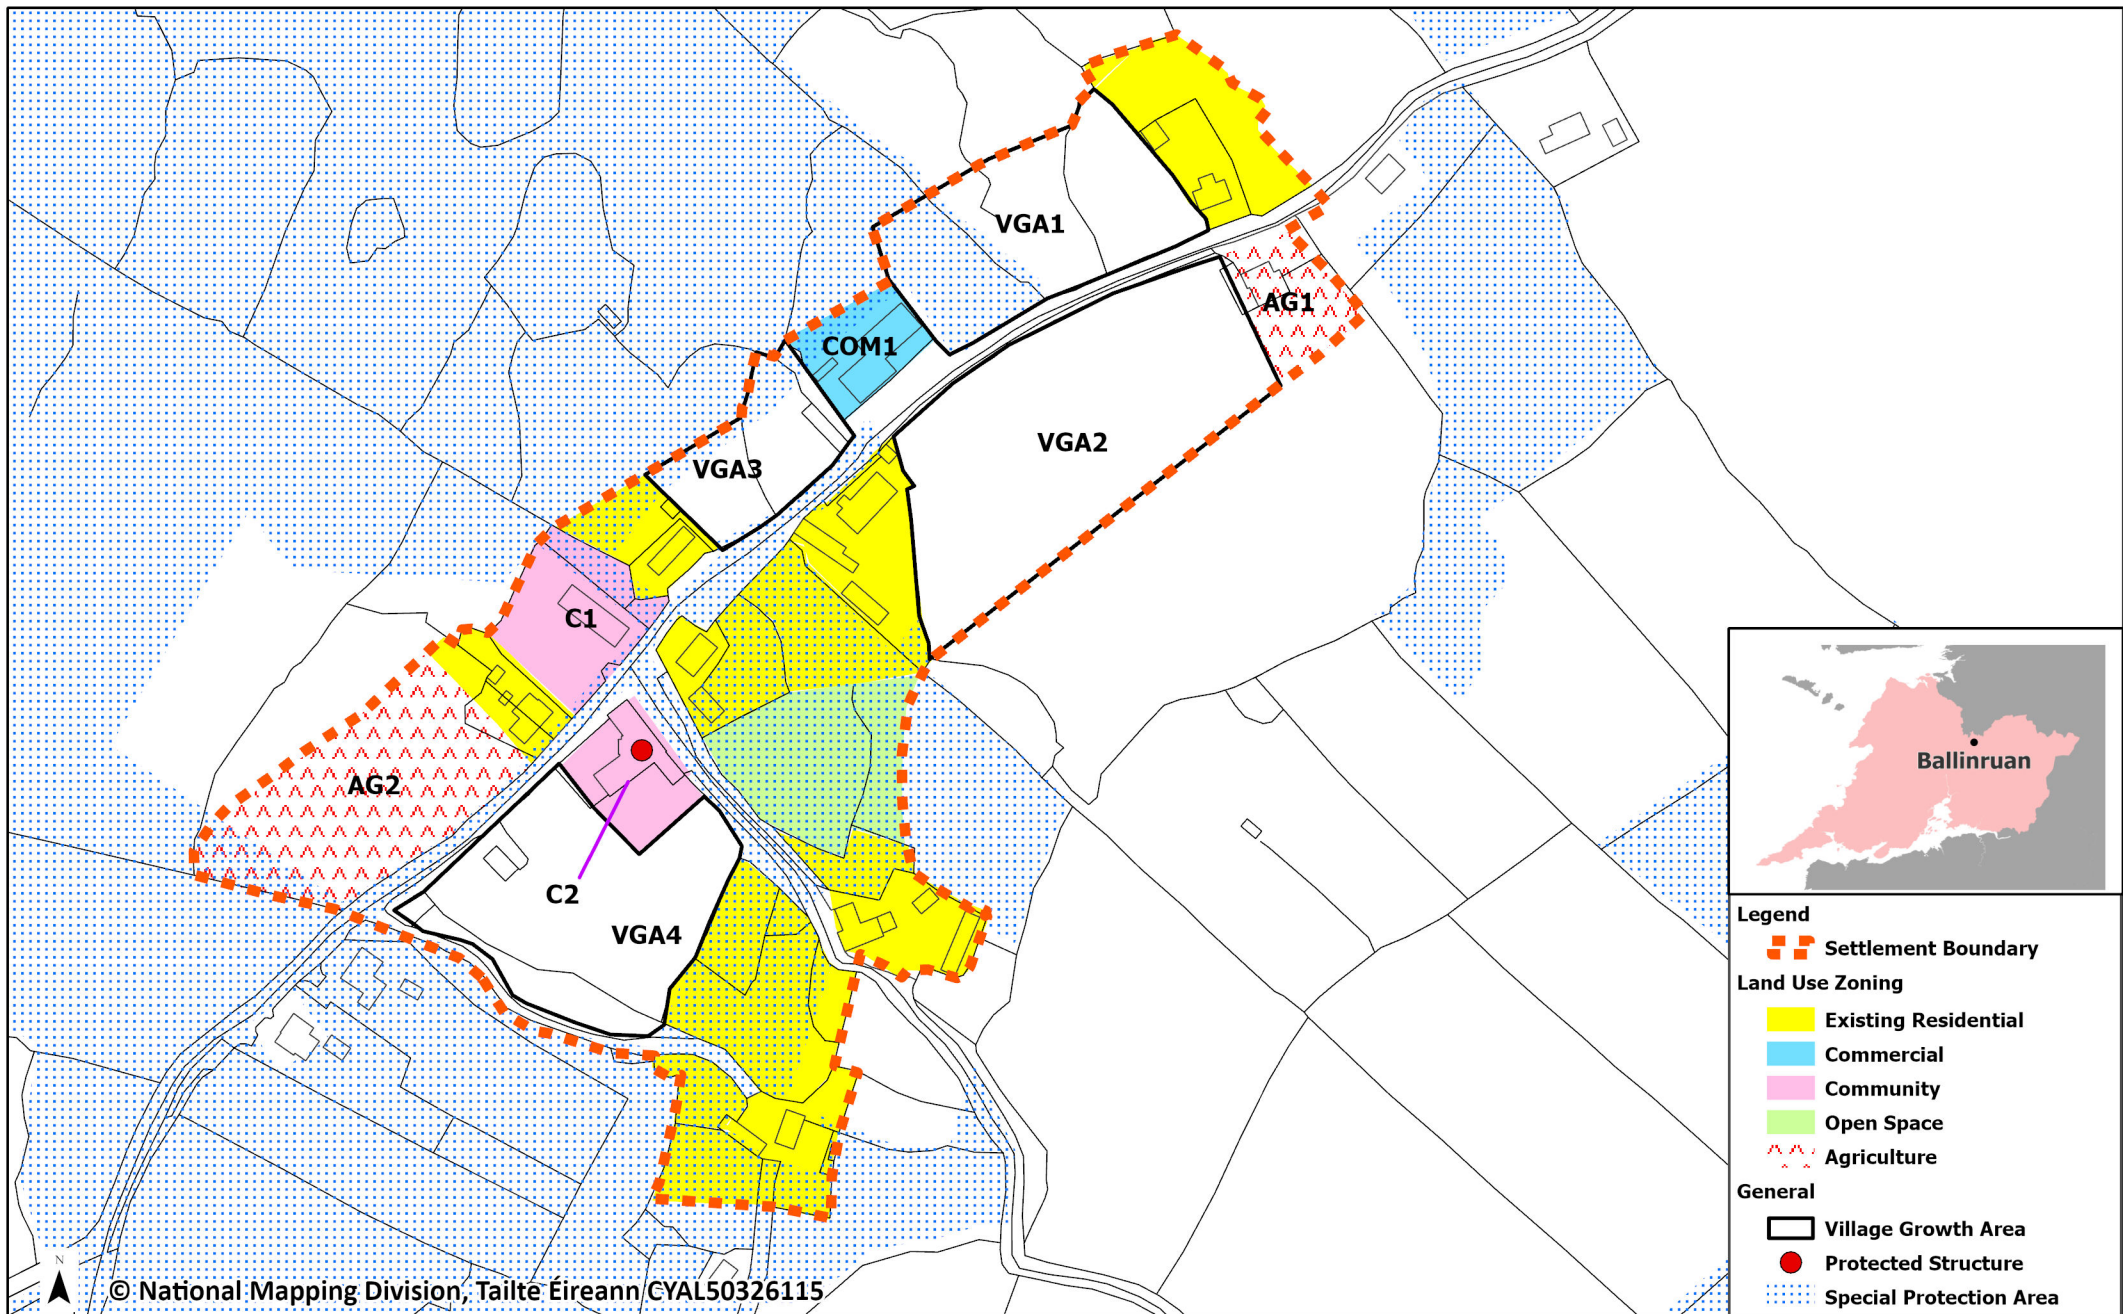 VGA1
AG1
COM1
VGA2
VGA3
C1
AG2
C2
VGA4
Ballinruan
Legend
Settlement Boundary
Land Use Zoning
Existing Residential
Commercial
Community
Open Space
Agriculture
General
Village Growth Area
Protected Structure
Special Protection Area
N
© National Mapping Division, Tailte Éireann CYAL50326115